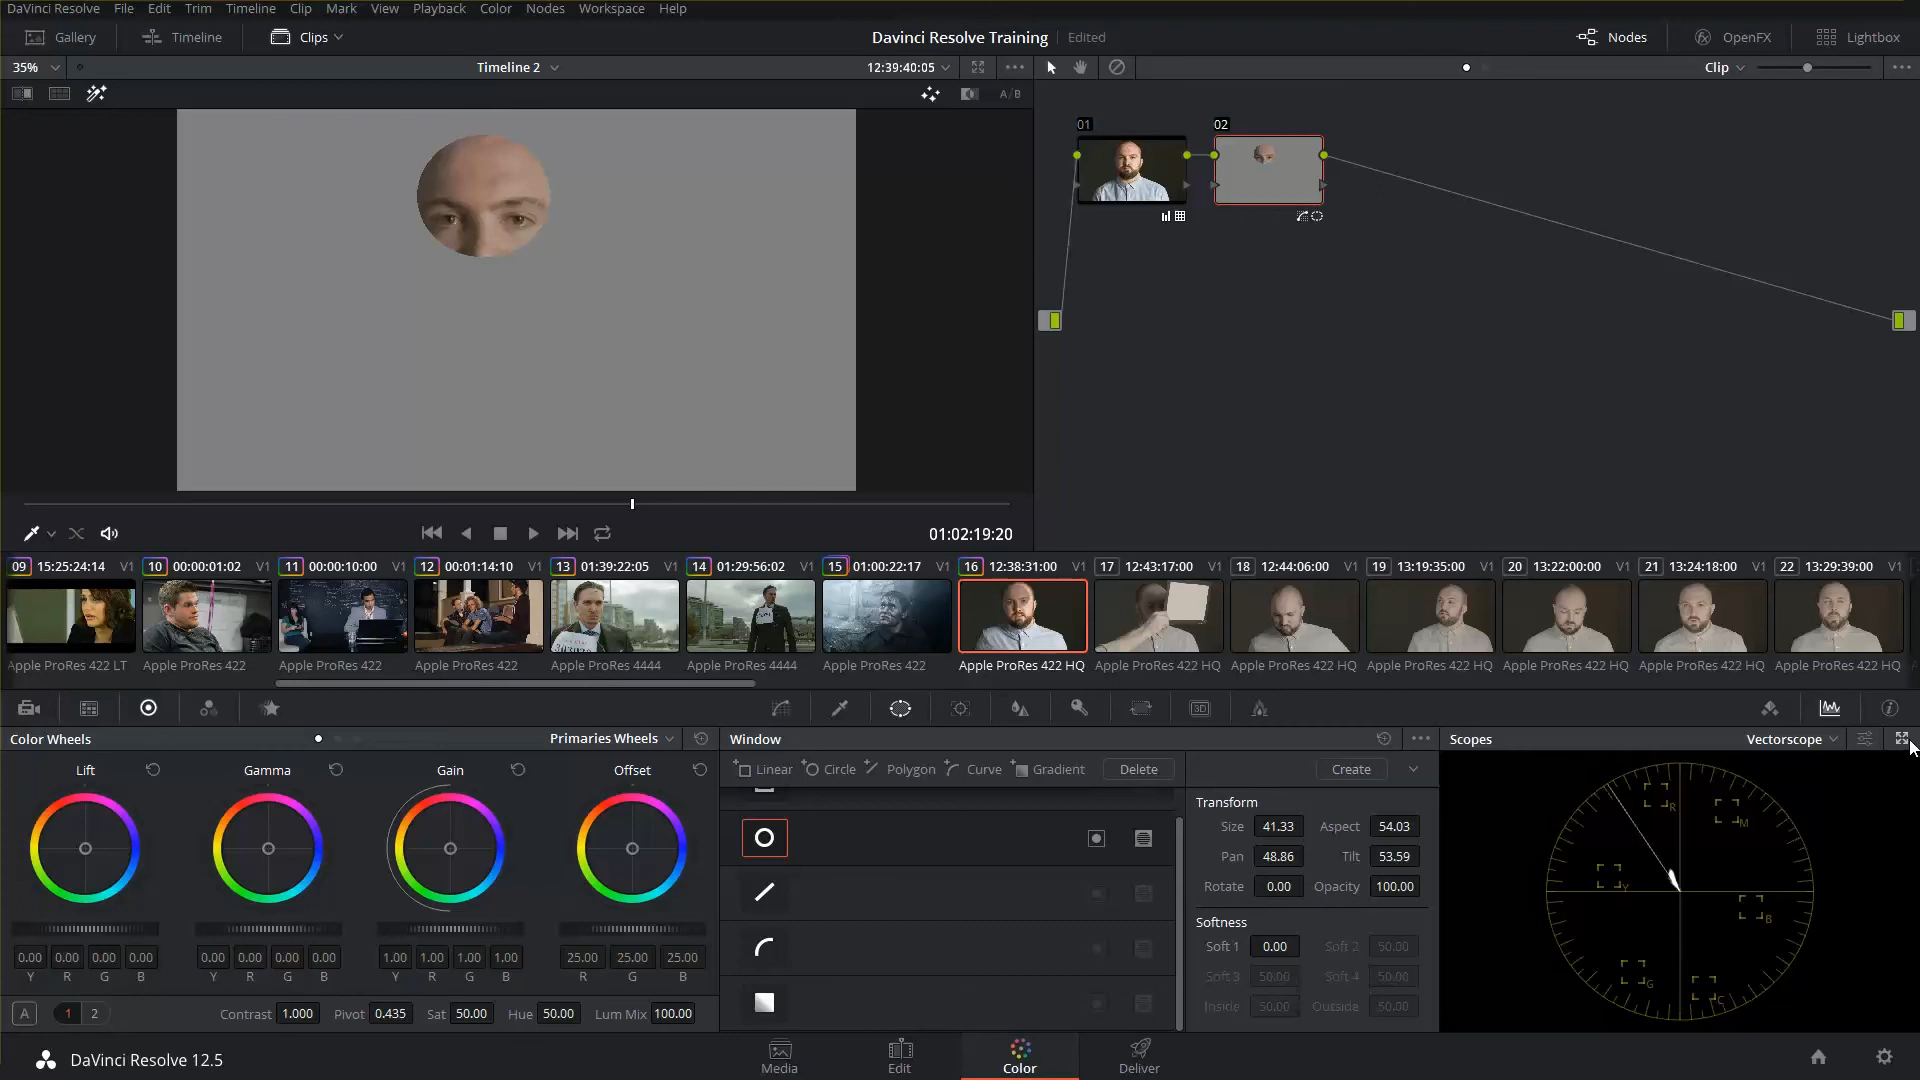 DaVinci Resolve File Edit Trim Timeline Clip Mark View Playback Color Nodes Workspace Help
Gallery Timeline Clips Davinci Resolve Training Edited Nodes OpenFX Lightbox
35% Timeline 2 12:39:40:05 Clip
A/B
01 02
01:02:19:20
09 15:25:24:14 V1 10 00:00:01:02 V1 11 00:00:10:00 V1 12 00:01:14:10 V1 13 01:39:22:05 V1 14 01:29:56:02 V1 15 01:00:22:17 V1 16 12:38:31:00 V1 17 12:43:17:00 V1 18 12:44:06:00 V1 19 13:19:35:00 V1 20 13:22:00:00 V1 21 13:24:18:00 V1 22 13:29:39:00 V1
Apple ProRes 422 LT Apple ProRes 422 Apple ProRes 422 Apple ProRes 422 Apple ProRes 4444 Apple ProRes 4444 Apple ProRes 422 Apple ProRes 422 HQ Apple ProRes 422 HQ Apple ProRes 422 HQ Apple ProRes 422 HQ Apple ProRes 422 HQ Apple ProRes 422 HQ Apple ProRes 422 HQ
3D
Color Wheels Primaries Wheels Window Scopes Vectorscope
Lift Gamma Gain Offset Linear Circle Polygon Curve Gradient Delete Create
Transform
Size 41.33 Aspect 54.03
Pan 48.86 Tilt 53.59
Rotate 0.00 Opacity 100.00
Softness
Soft 1 0.00 Soft 2 50.00
Soft 3 50.00 Soft 4 50.00
Inside 50.00 Outside 50.00
R M Y B G C
0.00 0.00 0.00 0.00 0.00 0.00 0.00 0.00 1.00 1.00 1.00 1.00 25.00 25.00 25.00
Y R G B Y R G B Y R G B R G B
A 1 2 Contrast 1.000 Pivot 0.435 Sat 50.00 Hue 50.00 Lum Mix 100.00
DaVinci Resolve 12.5 Media Edit Color Deliver